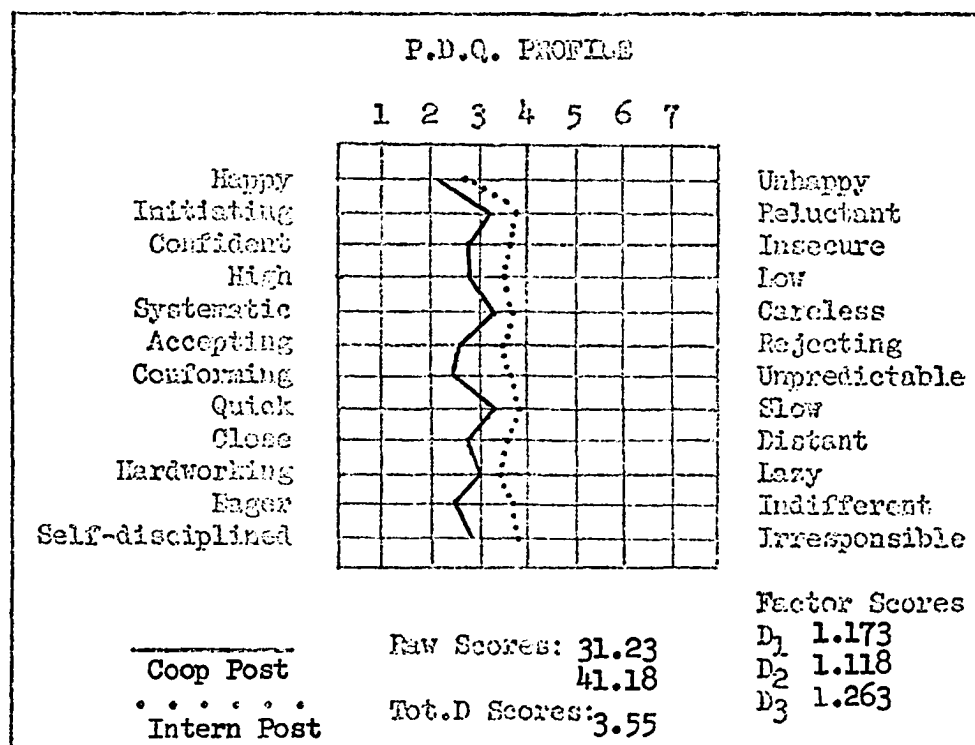 P.D.Q. PROFILE
1 2 3 4 5 6 7
Happy Unhappy
Initiating Reluctant
Confident Insecure
High Low
Systematic Careless
Accepting Rejecting
Conforming Unpredictable
Quick Slow
Close Distant
Hardworking Lazy
Eager Indifferent
Self-disciplined Irresponsible
Factor Scores
Coop Post
Intern Post
Raw Scores: 31.23
41.18
Tot.D Scores: 3.55
D1 1.173
D2 1.118
D3 1.263